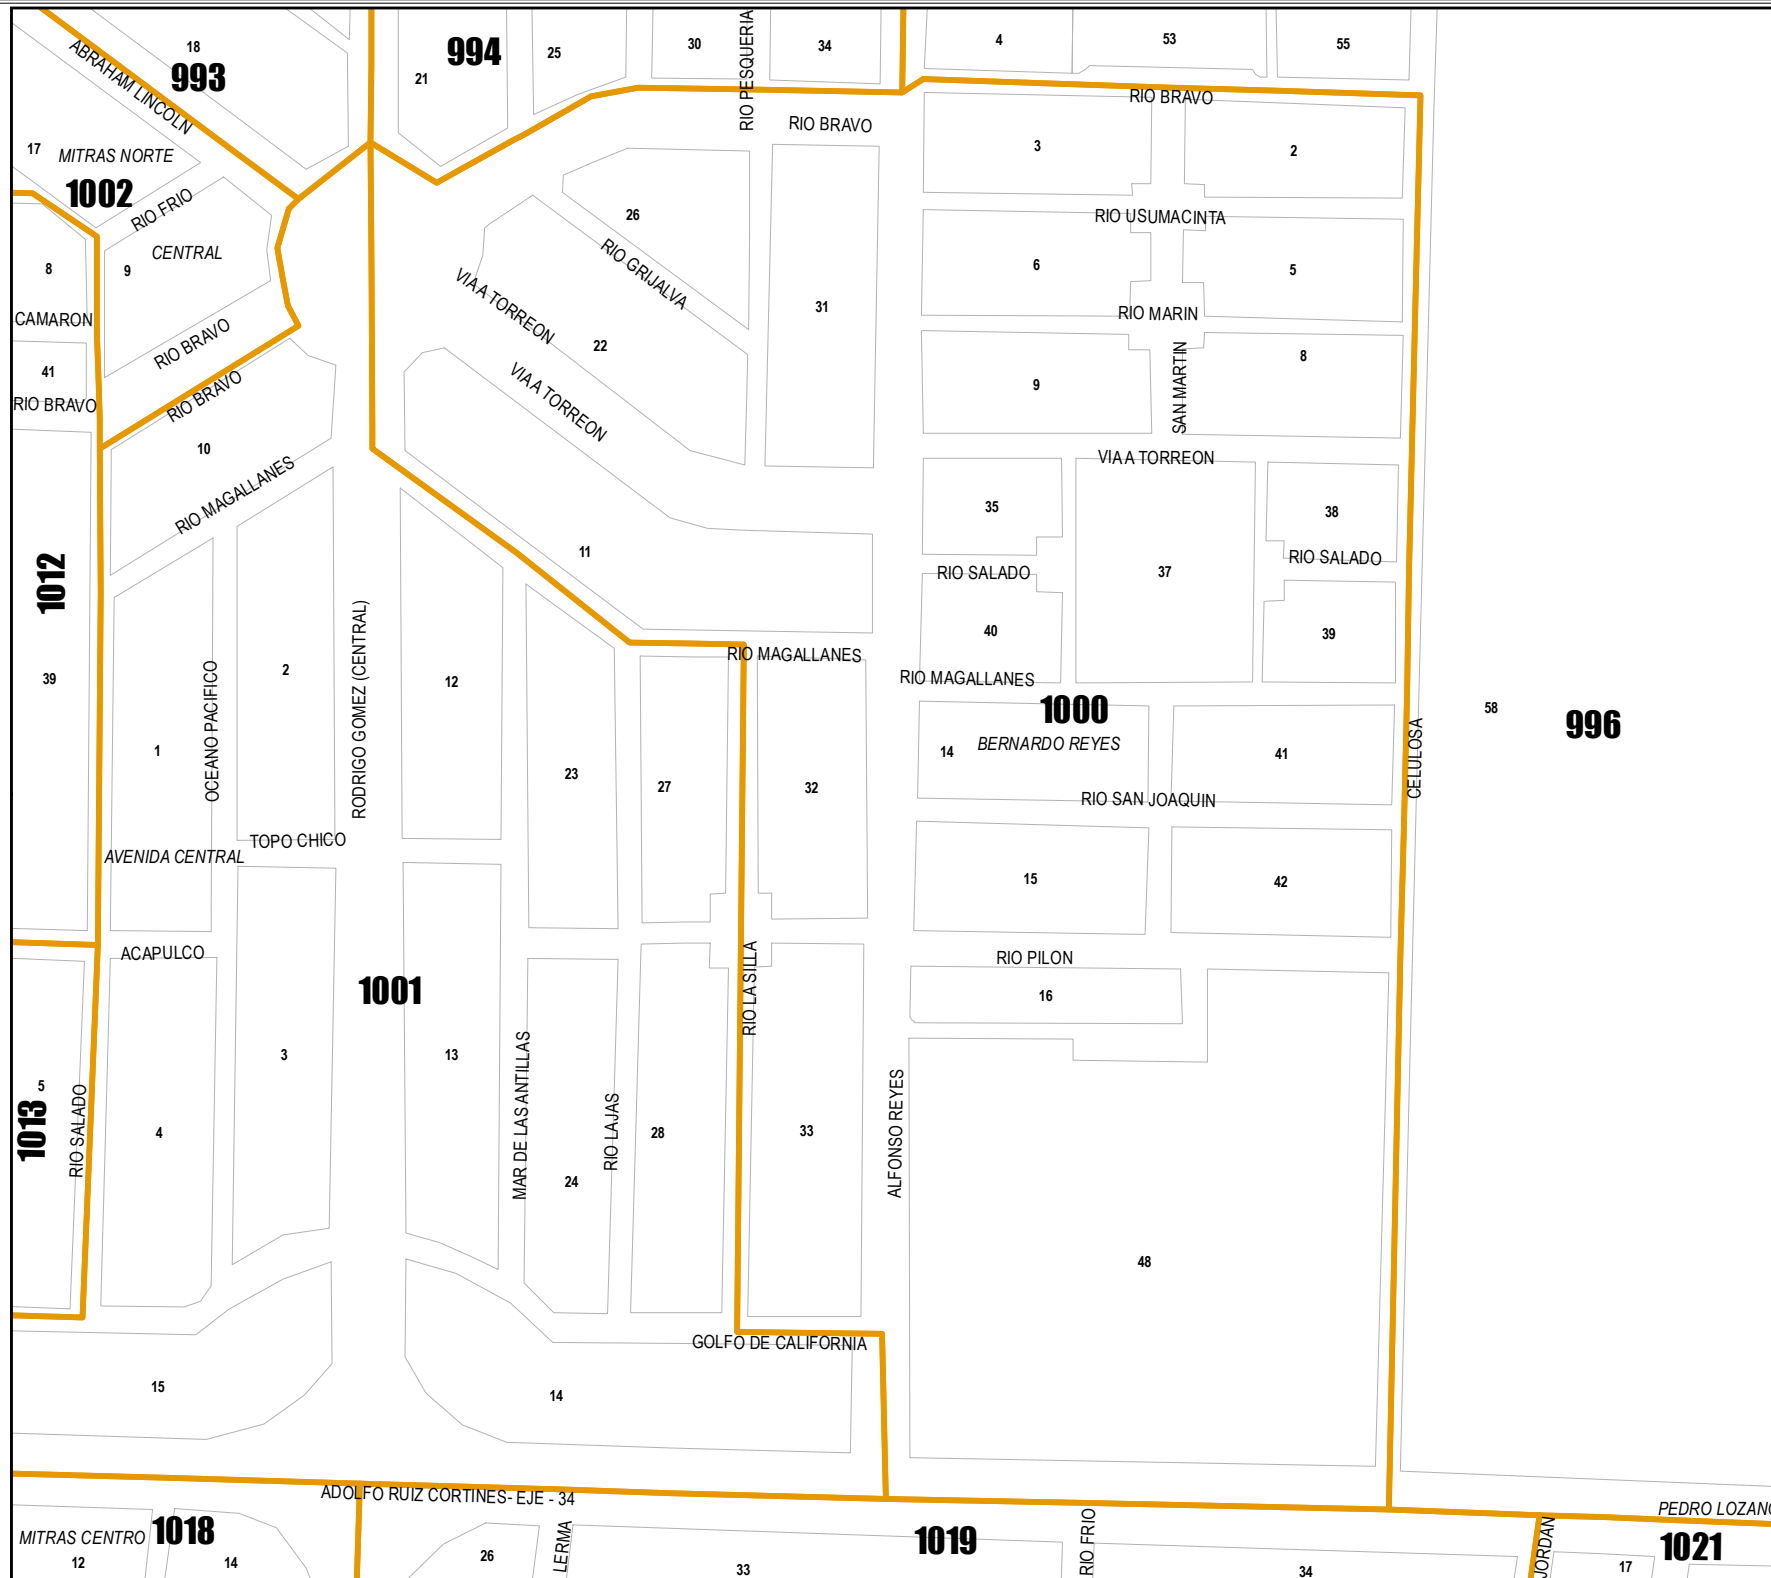 18
993
994
21
25
30
RIO PESQUERIA
34
4
53
55
ABRAHAM LINCOLN
RIO BRAVO
RIO BRAVO
17
MITRAS NORTE
1002
3
2
RIO FRIO
26
RIO USUMACINTA
CENTRAL
8
9
RIO GRIJALVA
6
5
VIA A TORREON
31
RIO MARIN
CAMARON
RIO BRAVO
22
SAN MARTIN
8
41
VIA A TORREON
9
RIO BRAVO
RIO BRAVO
10
VIA A TORREON
RIO MAGALLANES
35
38
11
RIO SALADO
RIO SALADO
37
1012
40
39
RIO MAGALLANES
RIO MAGALLANES
39
2
12
OCEANO PACIFICO
RODRIGO GOMEZ (CENTRAL)
1000
58
996
1
BERNARDO REYES
14
41
CELULOSA
23
27
32
RIO SAN JOAQUIN
TOPO CHICO
AVENIDA CENTRAL
15
42
ACAPULCO
RIO PILON
1001
RIO LA SILLA
16
3
13
5
1013
RIO SALADO
4
MAR DE LAS ANTILLAS
RIO LAJAS
28
33
ALFONSO REYES
24
48
GOLFO DE CALIFORNIA
15
14
ADOLFO RUIZ CORTINES- EJE - 34
PEDRO LOZANO
MITRAS CENTRO
1018
1019
1021
12
14
26
LERMA
33
RIO FRIO
34
JORDAN
17